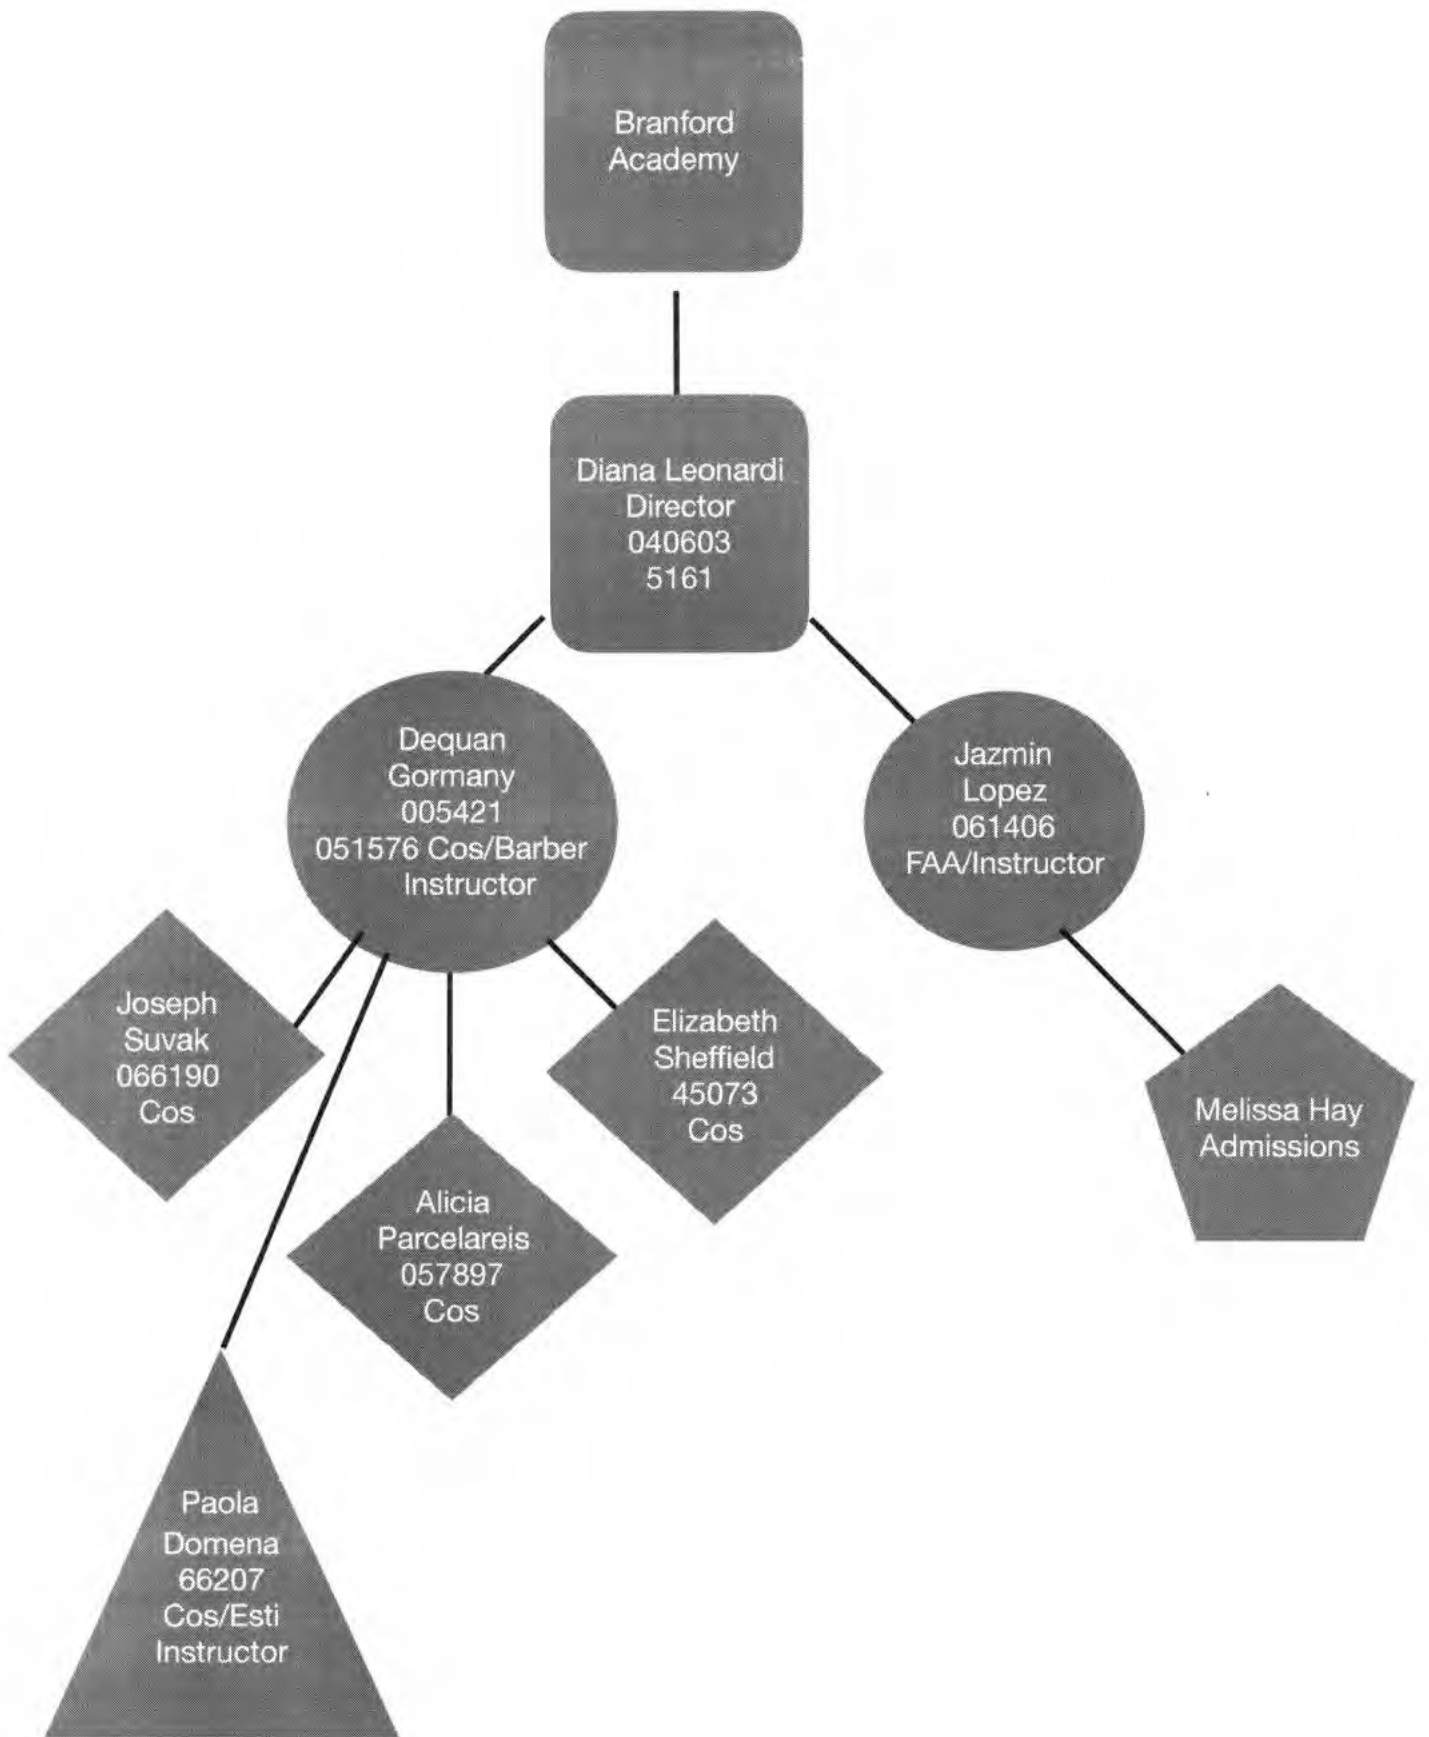 Branford
Academy
Diana Leonardi
Director
040603
5161
Dequan
Gormany
005421
051576 Cos/Barber
Instructor
Jazmin
Lopez
061406
FAA/Instructor
Joseph
Suvak
066190
Cos
Elizabeth
Sheffield
45073
Cos
Melissa Hay
Admissions
Alicia
Parcelareis
057897
Cos
Paola
Domena
66207
Cos/Esti
Instructor